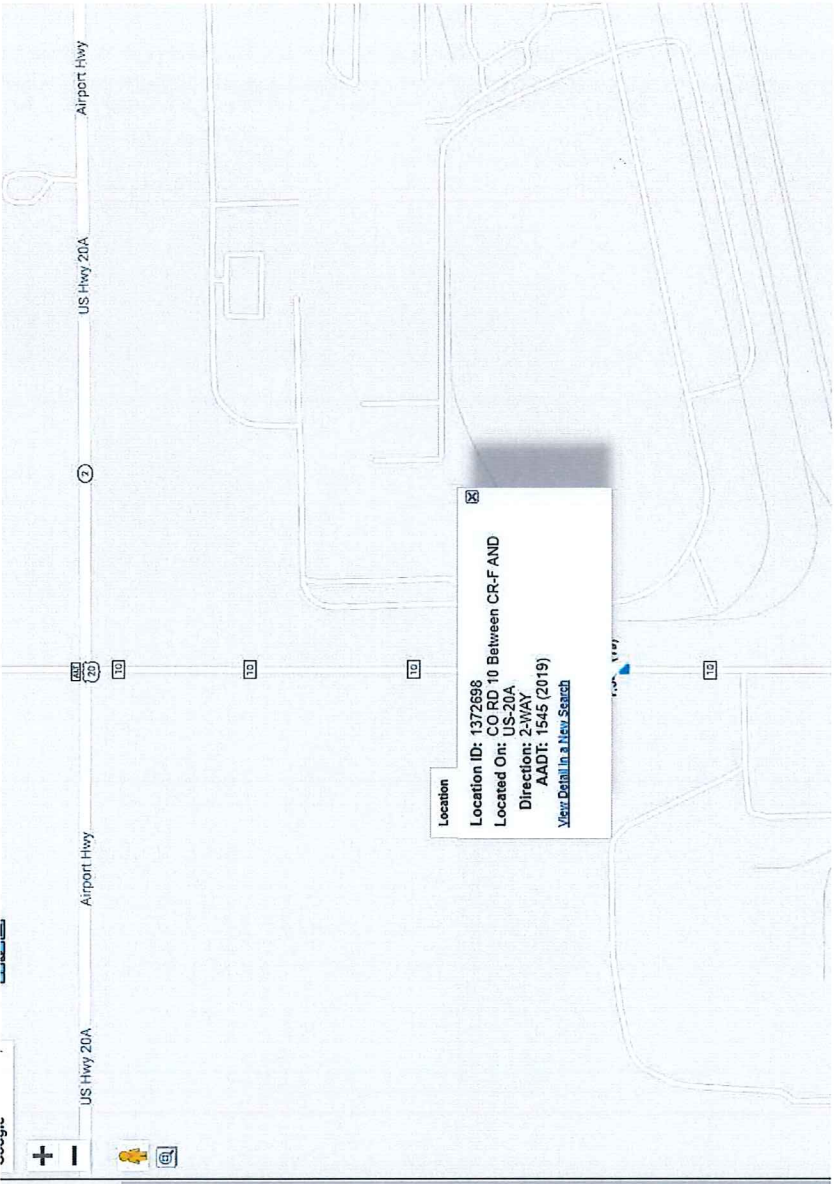 US Hwy 20A
Airport Hwy
2
US Hwy 20A
Airport Hwy
ALT
20
10
10
10
10
Location
Location ID: 1372698
CO RD 10 Between CR-F AND
Located On: US-20A
Direction: 2-WAY
AADT: 1545 (2019)
View Detail in a New Search